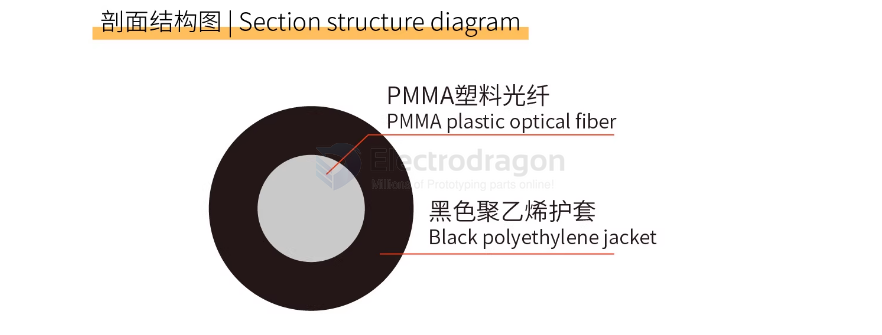 剖面结构图 | Section structure diagram
PMMA塑料光纤
PMMA plastic optical fiber
Electrodragon
Millions of Prototyping parts online!
黑色聚乙烯护套
Black polyethylene jacket